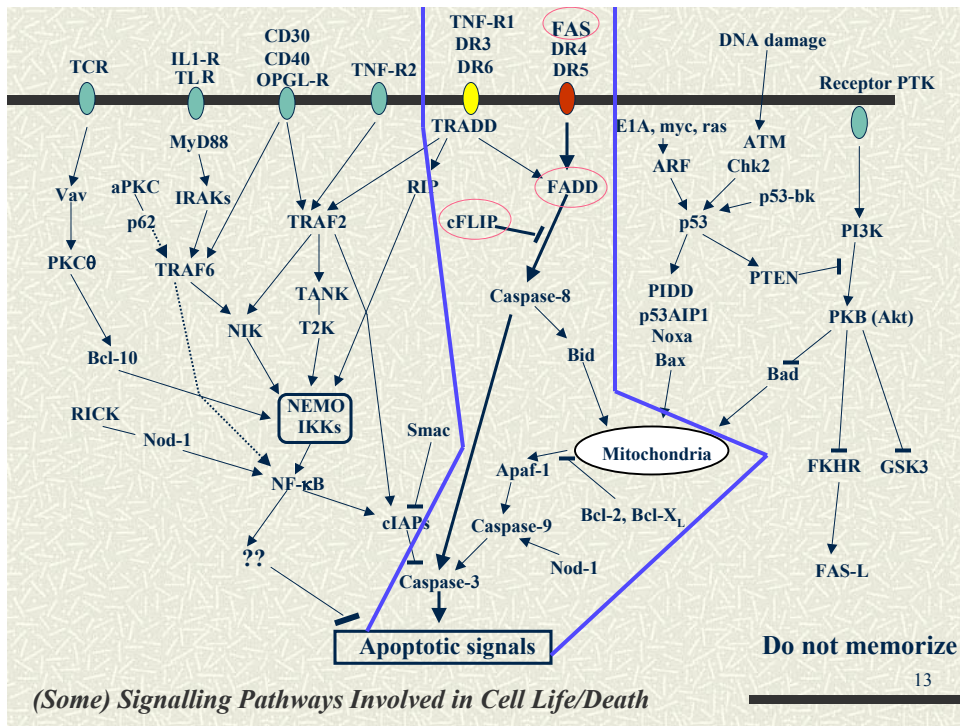 TCR
IL1-R
TLR
CD30
CD40
OPGL-R
TNF-R2
TNF-R1
DR3
DR6
FAS
DR4
DR5
DNA damage
Receptor PTK
MyD88
TRADD
E1A, myc, ras
ATM
Chk2
ARF
Vav
aPKC
p62
IRAKs
RIP
FADD
p53-bk
TRAF2
cFLIP
p53
PI3K
PKCθ
TRAF6
PTEN
TANK
Caspase-8
PIDD
p53AIP1
Noxa
Bax
PKB (Akt)
NIK
T2K
Bcl-10
Bid
Bad
NEMO
IKKs
RICK
Nod-1
Smac
Mitochondria
Apaf-1
FKHR
GSK3
NF-κB
cIAPs
Caspase-9
Bcl-2, Bcl-XL
??
Caspase-3
Nod-1
FAS-L
Apoptotic signals
Do not memorize
13
(Some) Signalling Pathways Involved in Cell Life/Death